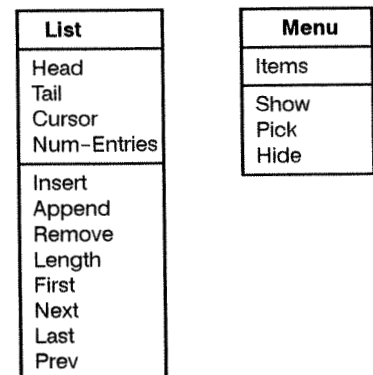 List
Head
Tail
Cursor
Num-Entries
Insert
Append
Remove
Length
First
Next
Last
Prev
Menu
Items
Show
Pick
Hide